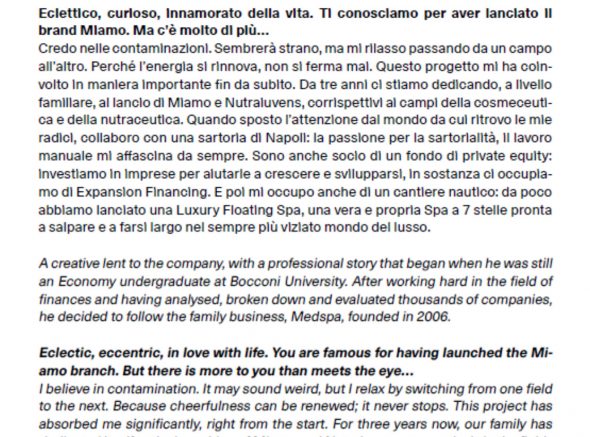 Eclettico, curioso, innamorato della vita. Ti conosciamo per aver lanciato il
brand Miamo. Ma c'è molto di più...
Credo nelle contaminazioni. Sembrerà strano, ma mi rilasso passando da un campo
all'altro. Perché l'energia si rinnova, non si ferma mai. Questo progetto mi ha coin-
volto in maniera importante fin da subito. Da tre anni ci stiamo dedicando, a livello
familiare, al lancio di Miamo e Nutraluvens, corrispettivi ai campi della cosmeceuti-
ca e della nutraceutica. Quando sposto l'attenzione dal mondo da cui ritrovo le mie
radici, collaboro con una sartoria di Napoli: la passione per la sartorialità, il lavoro
manuale mi affascina da sempre. Sono anche socio di un fondo di private equity:
investiamo in imprese per aiutarle a crescere e svilupparsi, in sostanza ci occupia-
mo di Expansion Financing. E poi mi occupo anche di un cantiere nautico: da poco
abbiamo lanciato una Luxury Floating Spa, una vera e propria Spa a 7 stelle pronta
a salpare e a farsi largo nel sempre più viziato mondo del lusso.

A creative lent to the company, with a professional story that began when he was still
an Economy undergraduate at Bocconi University. After working hard in the field of
finances and having analysed, broken down and evaluated thousands of companies,
he decided to follow the family business, Medspa, founded in 2006.

Eclectic, eccentric, in love with life. You are famous for having launched the Mi-
amo branch. But there is more to you than meets the eye...
I believe in contamination. It may sound weird, but I relax by switching from one field
to the next. Because cheerfulness can be renewed; it never stops. This project has
absorbed me significantly, right from the start. For three years now, our family has